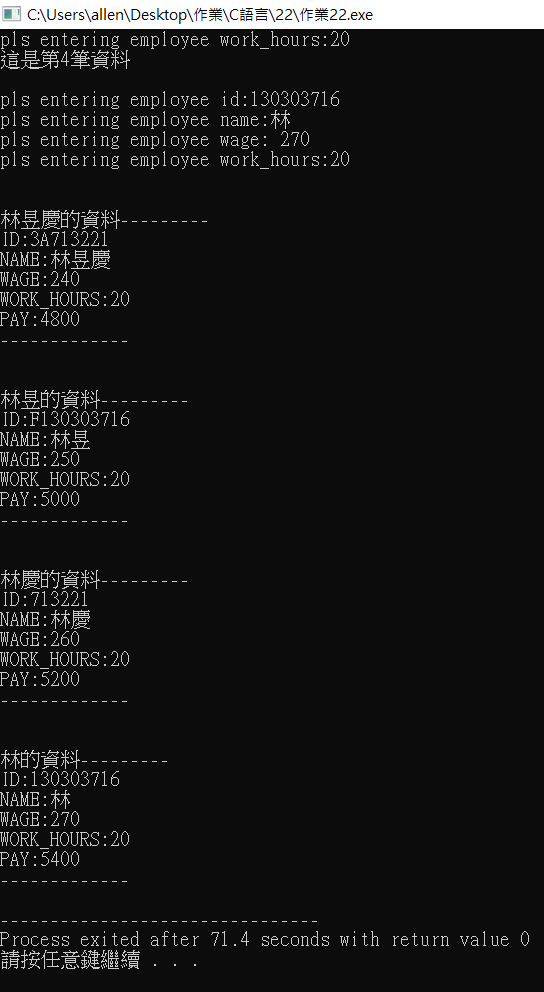 C:\Users\allen\Desktop\作業\C語言\22\作業22.exe
pls entering employee work_hours:20
這是第4筆資料
pls entering employee id:130303716
pls entering employee name:林
pls entering employee wage: 270
pls entering employee work_hours:20
林昱慶的資料---------
ID:3A713221
NAME:林昱慶
WAGE:240
WORK_HOURS:20
PAY:4800
-------------
林昱的資料---------
ID:F130303716
NAME:林昱
WAGE:250
WORK_HOURS:20
PAY:5000
-------------
林慶的資料---------
ID:713221
NAME:林慶
WAGE:260
WORK_HOURS:20
PAY:5200
-------------
林的資料---------
ID:130303716
NAME:林
WAGE:270
WORK_HOURS:20
PAY:5400
-------------
--------------------------------
Process exited after 71.4 seconds with return value 0
請按任意鍵繼續 . . .